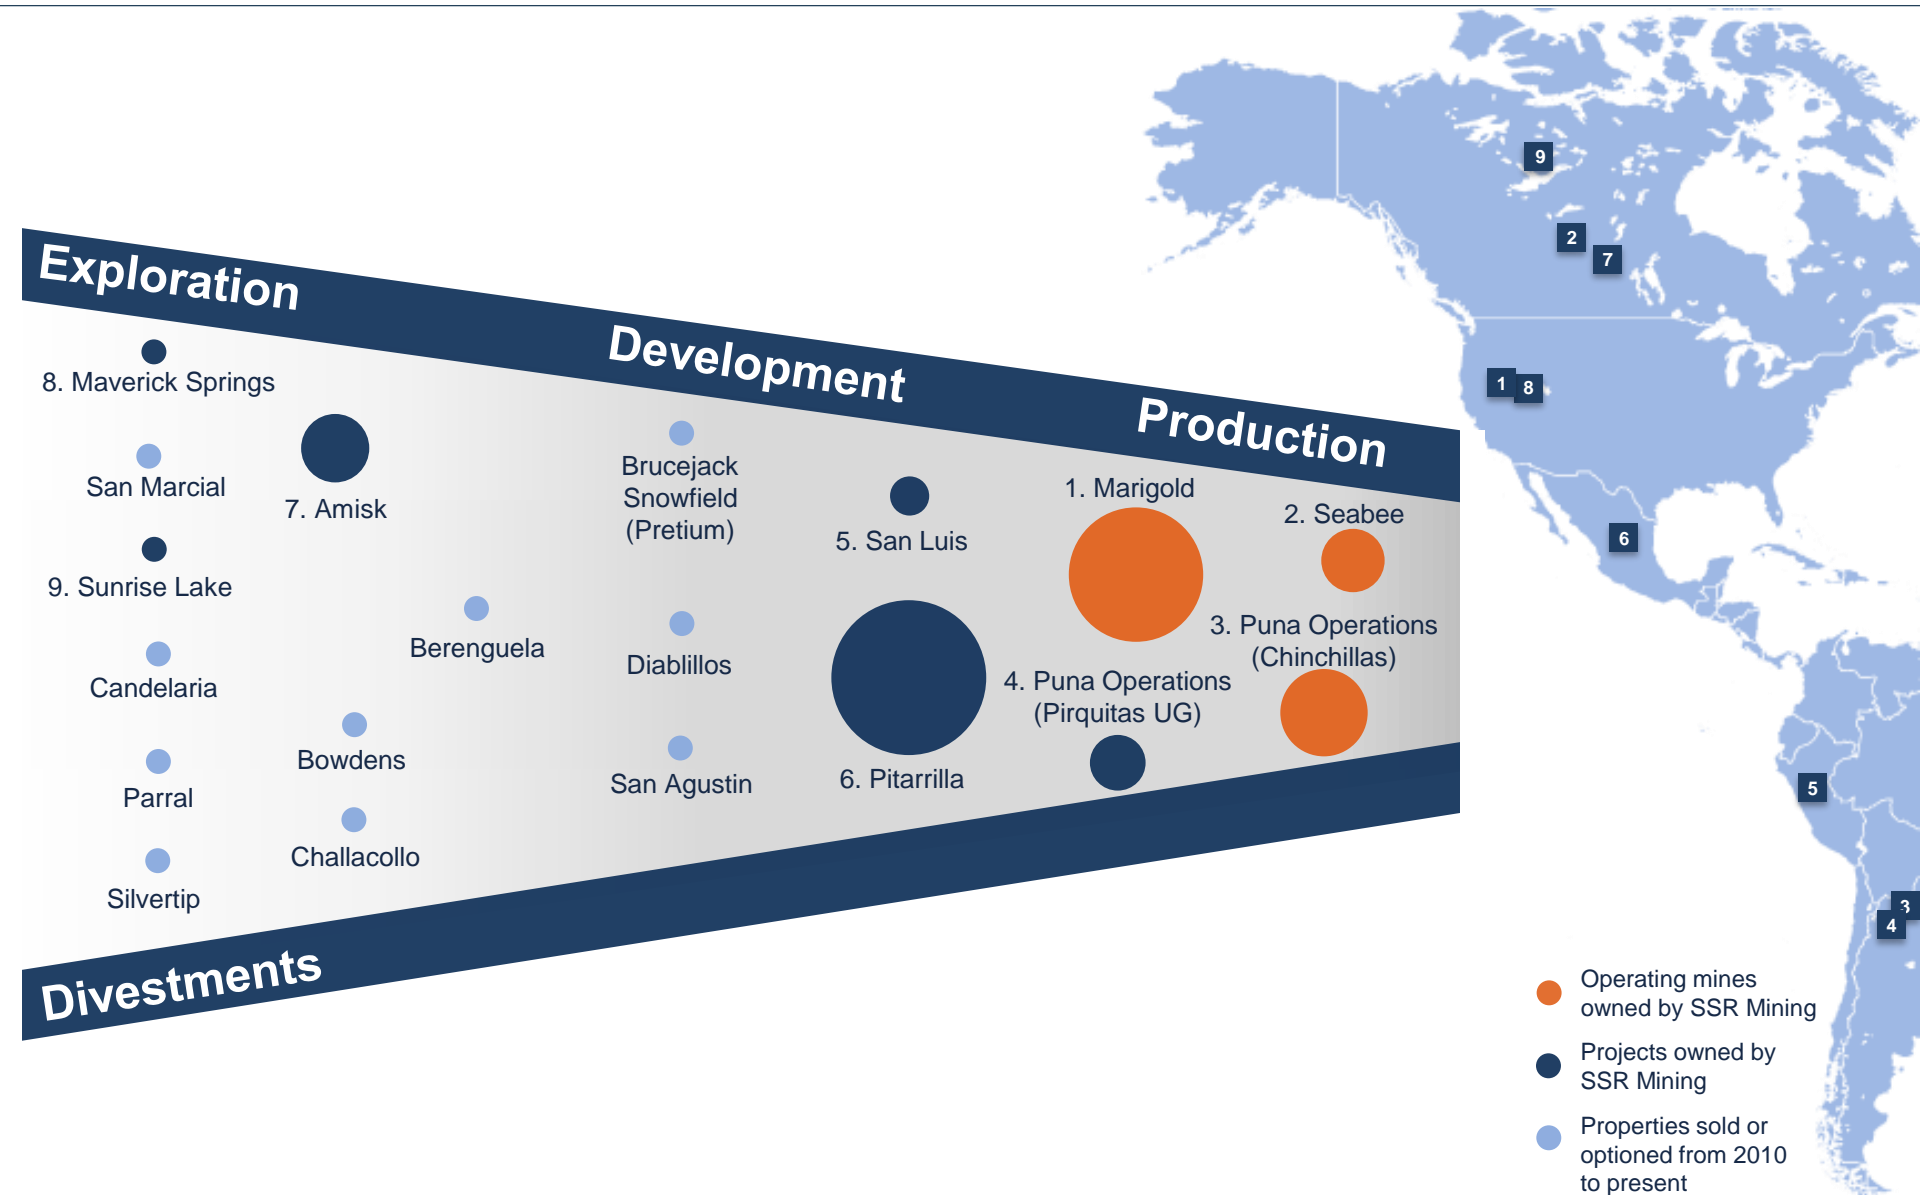 Exploration
Development
Production
8. Maverick Springs
San Marcial
7. Amisk
9. Sunrise Lake
Candelaria
Berenguela
Parral
Bowdens
Silvertip
Challacollo
Brucejack
Snowfield
(Pretium)
Diablillos
San Agustin
5. San Luis
6. Pitarrilla
1. Marigold
2. Seabee
3. Puna Operations
(Chinchillas)
4. Puna Operations
(Pirquitas UG)
Divestments
9
2
7
1
8
6
5
3
4
Operating mines
owned by SSR Mining
Projects owned by
SSR Mining
Properties sold or
optioned from 2010
to present